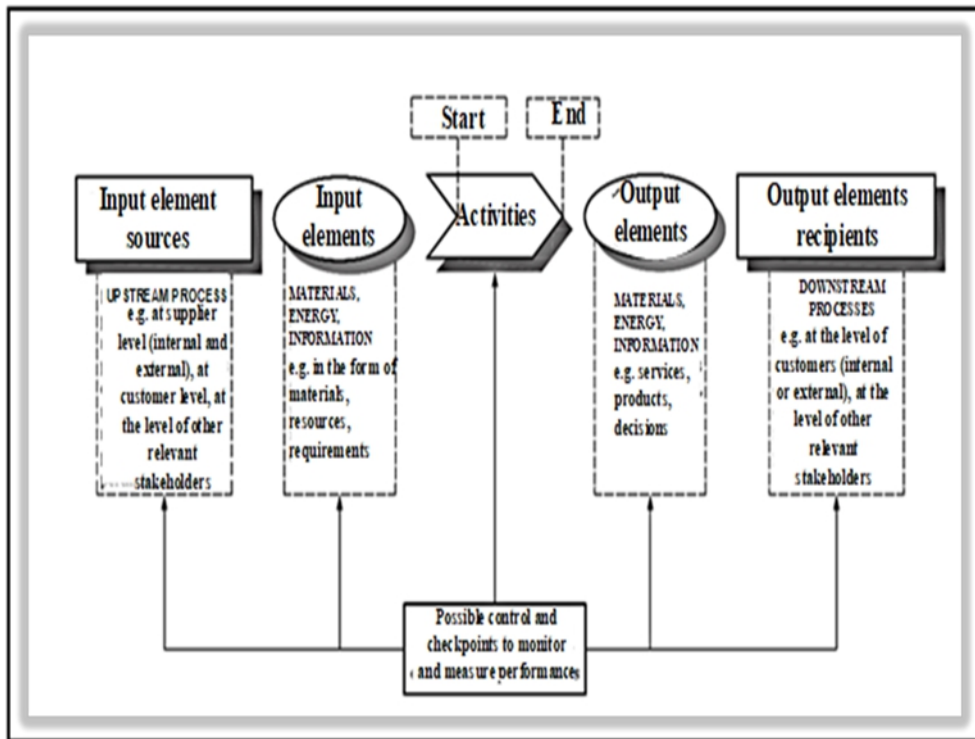 Start
End
Input element
sources
Input
elements
Activities
Output
elements
Output elements
recipients
UPSTREAM PROCESS
e.g. at supplier
level (internal and
external), at
customer level, at
the level of other
relevant
stakeholders
MATERIALS,
ENERGY,
INFORMATION
e.g. in the form of
materials,
resources,
requirements
MATERIALS,
ENERGY,
INFORMATION
e.g. services,
products,
decisions
DOWNSTREAM
PROCESSES
e.g. at the level of
customers (internal
or external), at the
level of other
relevant
stakeholders
Possible control and
checkpoints to monitor
and measure performances